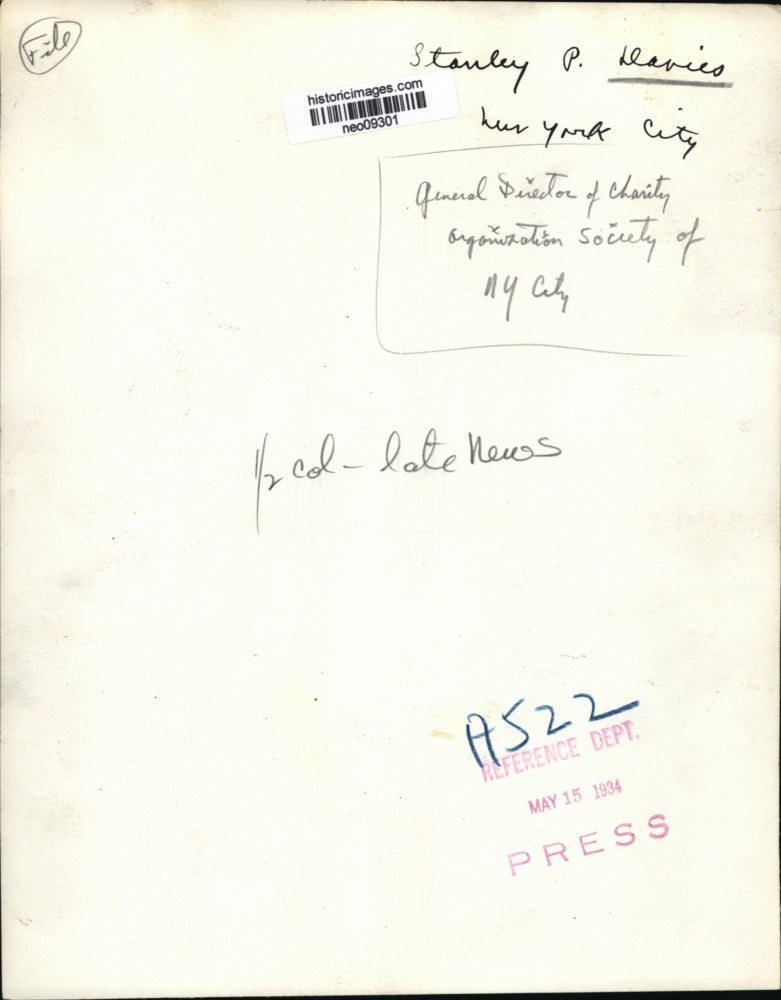 File
Stanley P. Davies
historicimages.com
neo09301
New York City
General Director of Charity
Organization Society of
NY City
1/2 col - late News
A522
REFERENCE DEPT.
MAY 15 1934
PRESS